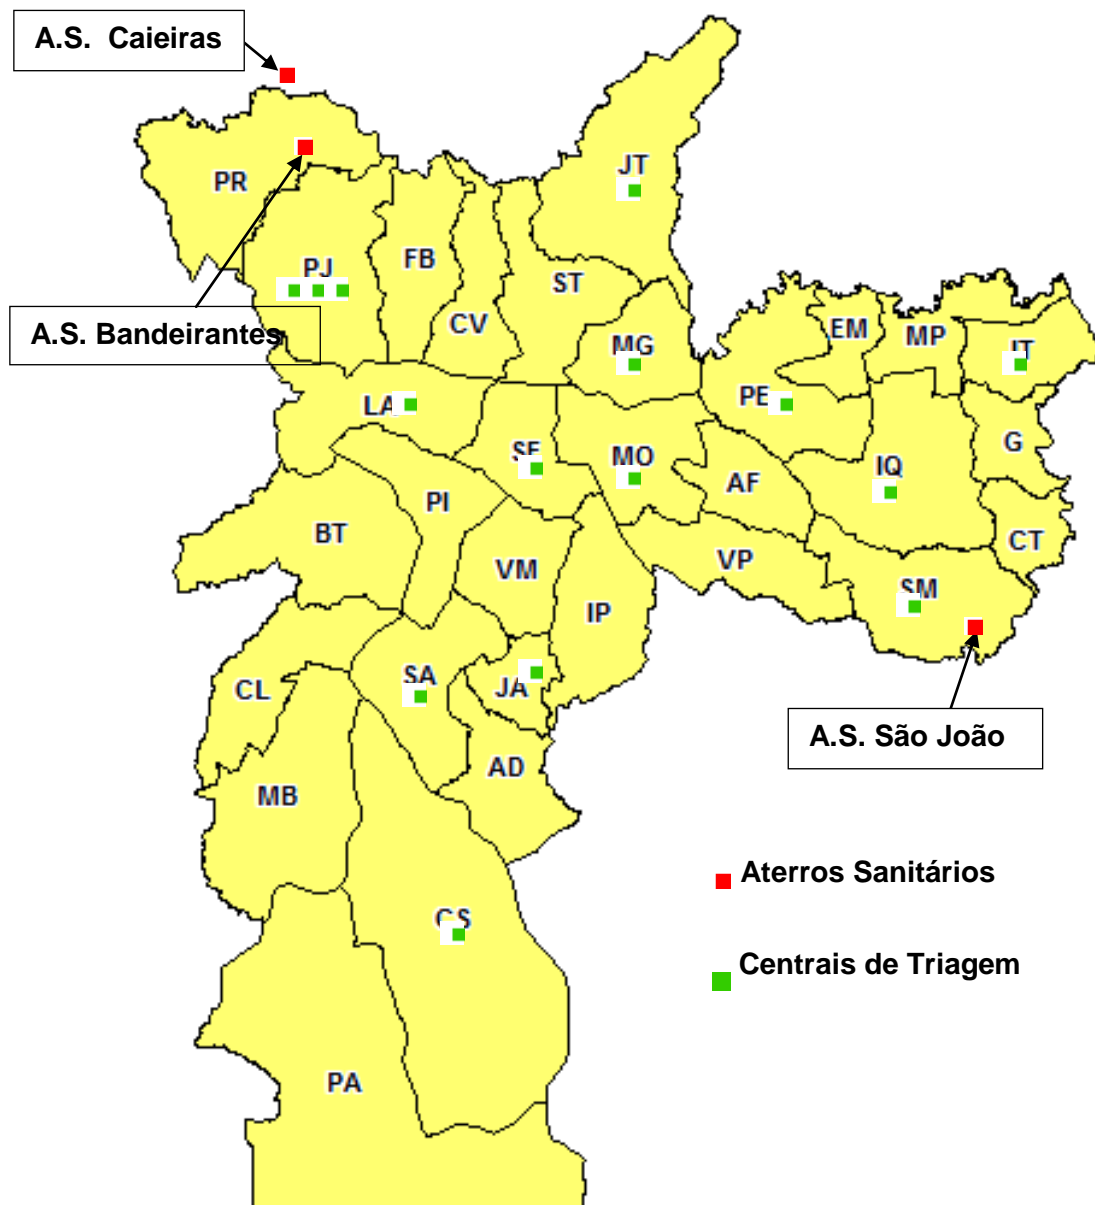 A.S. Caieiras
JT
PR
FB
PJ
ST
CV
EM
MP
A.S. Bandeirantes
MG
IT
PE
LA
SE
MO
G
IQ
AF
PI
BT
CT
VP
VM
SM
IP
SA
CL
JA
A.S. São João
AD
MB
Aterros Sanitários
CS
Centrais de Triagem
PA